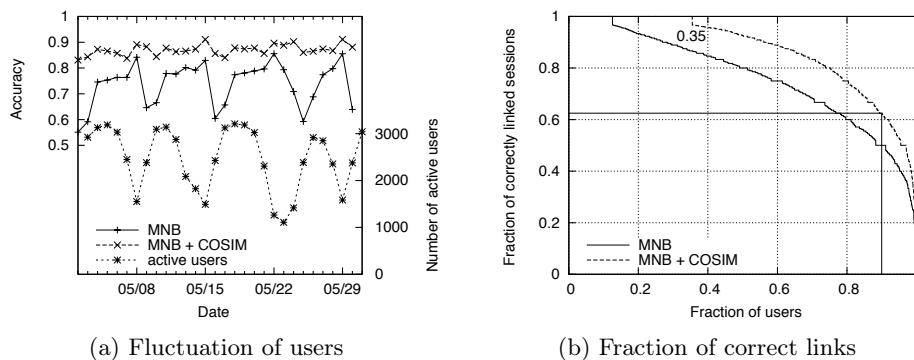 1
0.9
0.8
0.7
0.6
0.5
Accuracy
3000
2000
1000
0
Number of active users
MNB
MNB + COSIM
active users
05/08 05/15 05/22 05/29
Date
(a) Fluctuation of users
1
0.8
0.6
0.4
0.2
0
Fraction of correctly linked sessions
0.35
MNB
MNB + COSIM
0 0.2 0.4 0.6 0.8
Fraction of users
(b) Fraction of correct links